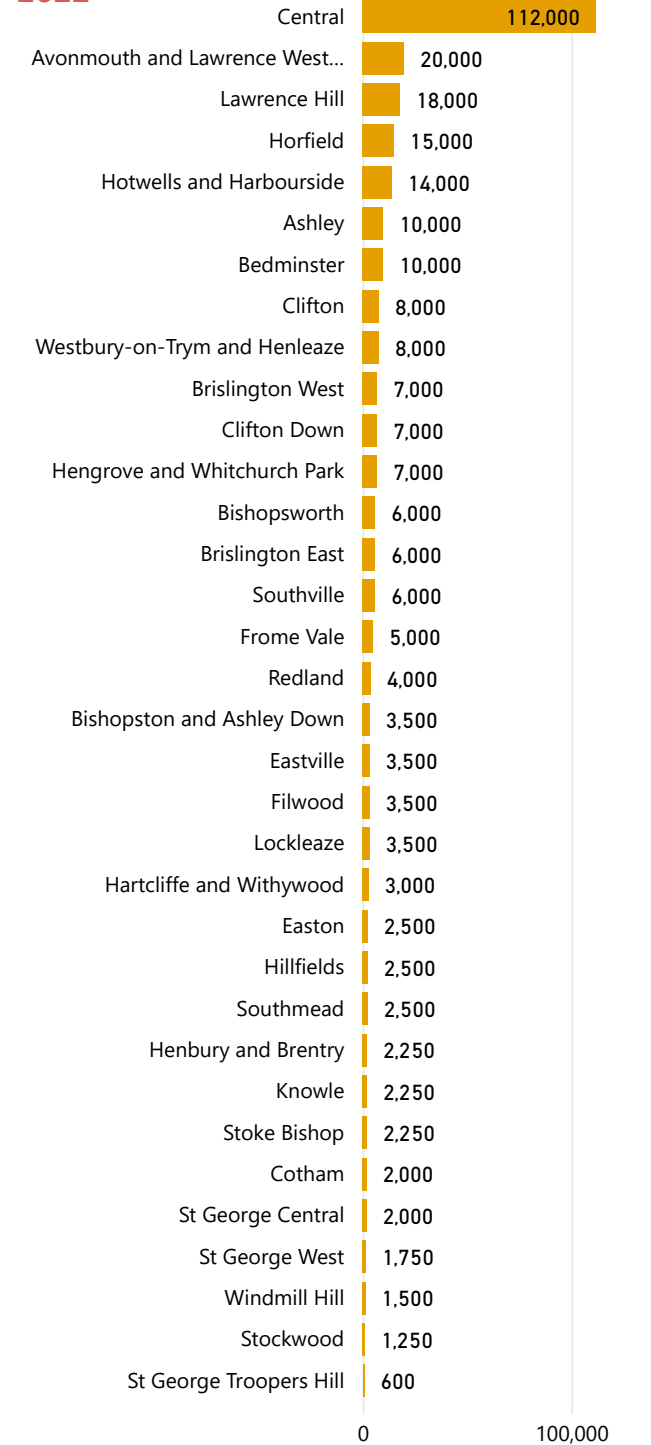 Central 112,000
Avonmouth and Lawrence West... 20,000
Lawrence Hill 18,000
Horfield 15,000
Hotwells and Harbourside 14,000
Ashley 10,000
Bedminster 10,000
Clifton 8,000
Westbury-on-Trym and Henleaze 8,000
Brislington West 7,000
Clifton Down 7,000
Hengrove and Whitchurch Park 7,000
Bishopsworth 6,000
Brislington East 6,000
Southville 6,000
Frome Vale 5,000
Redland 4,000
Bishopston and Ashley Down 3,500
Eastville 3,500
Filwood 3,500
Lockleaze 3,500
Hartcliffe and Withywood 3,000
Easton 2,500
Hillfields 2,500
Southmead 2,500
Henbury and Brentry 2,250
Knowle 2,250
Stoke Bishop 2,250
Cotham 2,000
St George Central 2,000
St George West 1,750
Windmill Hill 1,500
Stockwood 1,250
St George Troopers Hill 600
0 100,000